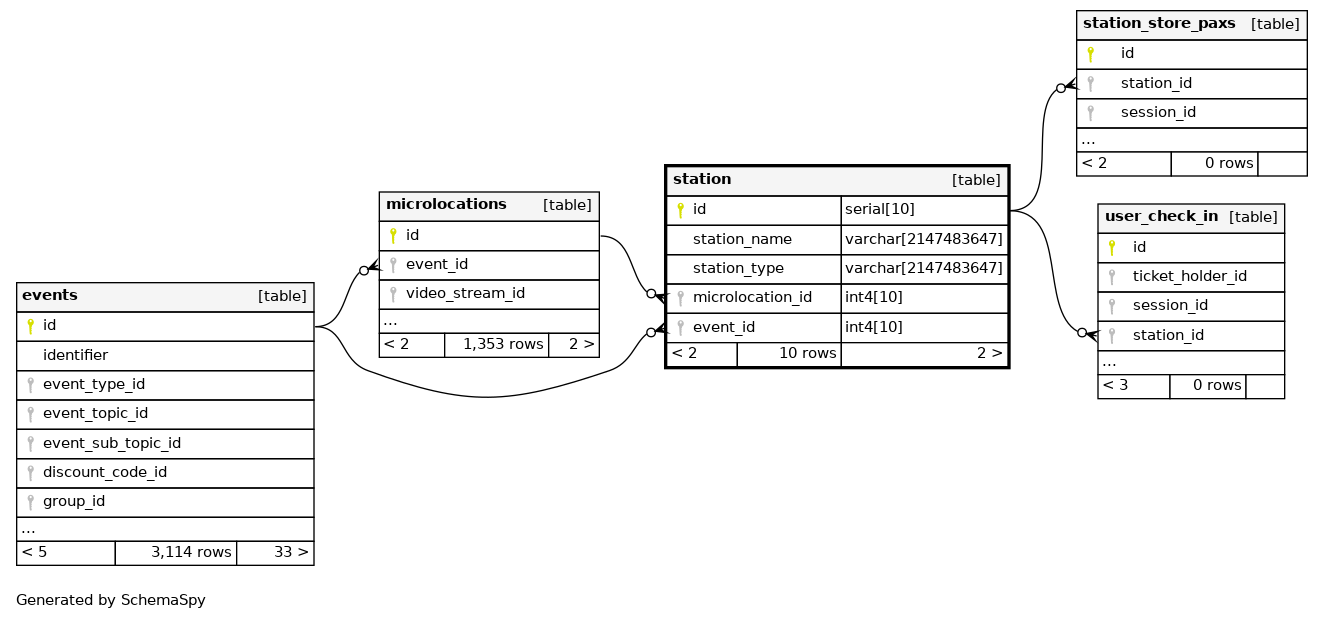 station_store_paxs [table]
id
station_id
session_id
...
< 2 0 rows
station [table]
id serial[10]
station_name varchar[2147483647]
station_type varchar[2147483647]
microlocation_id int4[10]
event_id int4[10]
< 2 10 rows 2 >
microlocations [table]
id
event_id
video_stream_id
...
< 2 1,353 rows 2 >
user_check_in [table]
id
ticket_holder_id
session_id
station_id
...
< 3 0 rows
events [table]
id
identifier
event_type_id
event_topic_id
event_sub_topic_id
discount_code_id
group_id
...
< 5 3,114 rows 33 >
Generated by SchemaSpy